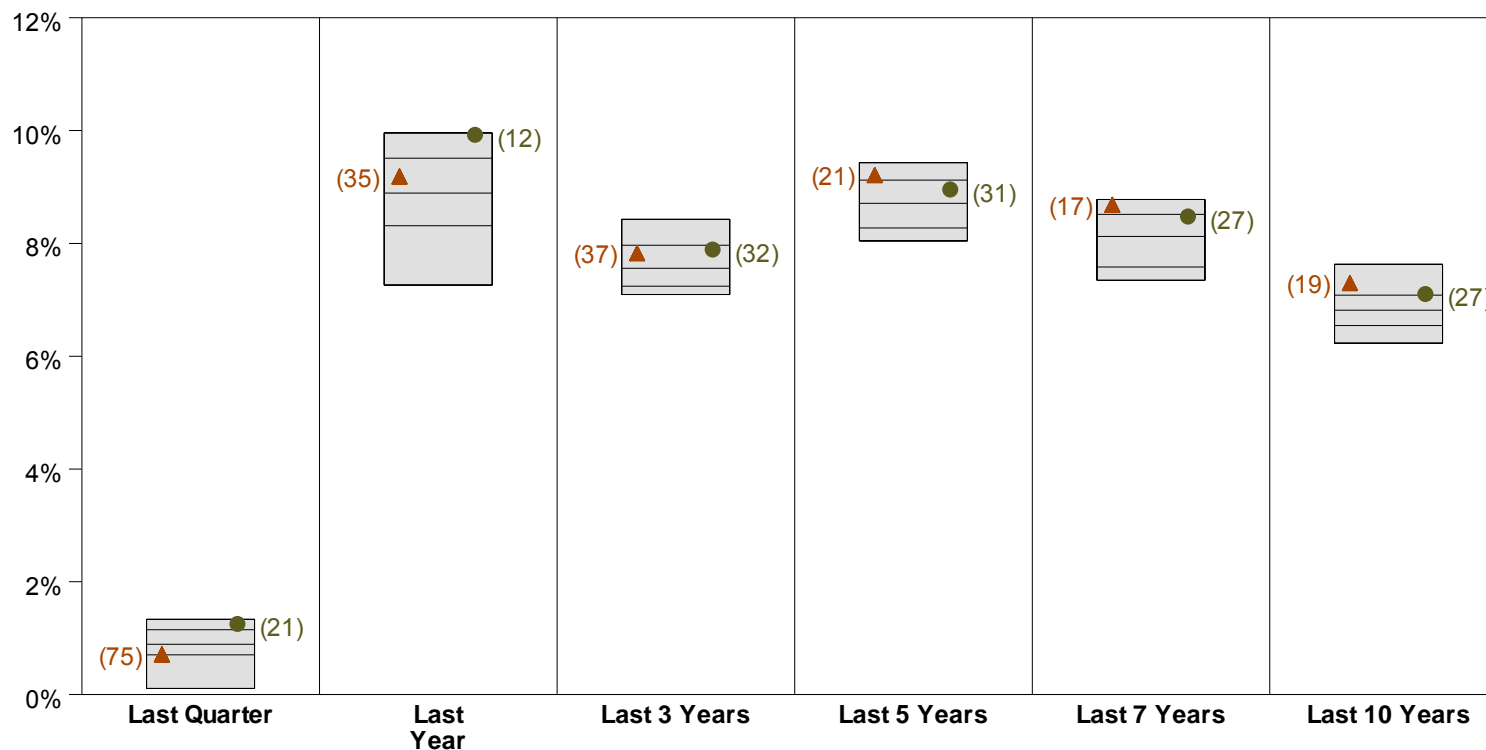 12%
10%
8%
6%
4%
2%
0%
(75)
(21)
(35)
(12)
(37)
(32)
(21)
(31)
(17)
(27)
(19)
(27)
Last Quarter
Last
Year
Last 3 Years
Last 5 Years
Last 7 Years
Last 10 Years